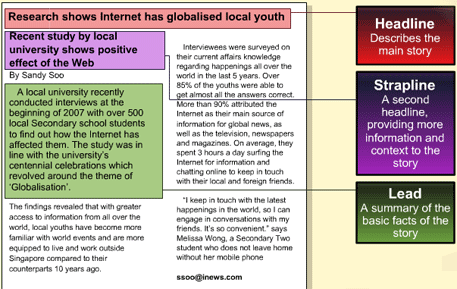 Research shows Internet has globalised local youth
Recent study by local
university shows positive
effect of the Web
By Sandy Soo
A local university recently
conducted interviews at the
beginning of 2007 with over 500
local Secondary school students
to find out how the Internet has
affected them. The study was in
line with the university's
centennial celebrations which
revolved around the theme of
'Globalisation'.
The findings revealed that with greater
access to information from all over the
world, local youths have become more
familiar with world events and are more
equipped to live and work outside
Singapore compared to their
counterparts 10 years ago.
Interviewees were surveyed on
their current affairs knowledge
regarding happenings all over the
world in the last 5 years. Over
85% of the youths were able to
get almost all the answers correct.
More than 90% attributed the
Internet as their main source of
information for global news, as
well as the television, newspapers
and magazines. On average, they
spent 3 hours a day surfing the
Internet for information and
chatting online to keep in touch
with their local and foreign friends.
"I keep in touch with the latest
happenings in the world, so I can
engage in conversations with my
friends. It's so convenient." says
Melissa Wong, a Secondary Two
student who does not leave home
without her mobile phone
ssoo@inews.com
Headline
Describes the
main story
Strapline
A second
headline,
providing more
information and
context to the
story
Lead
A summary of the
basic facts of the
story